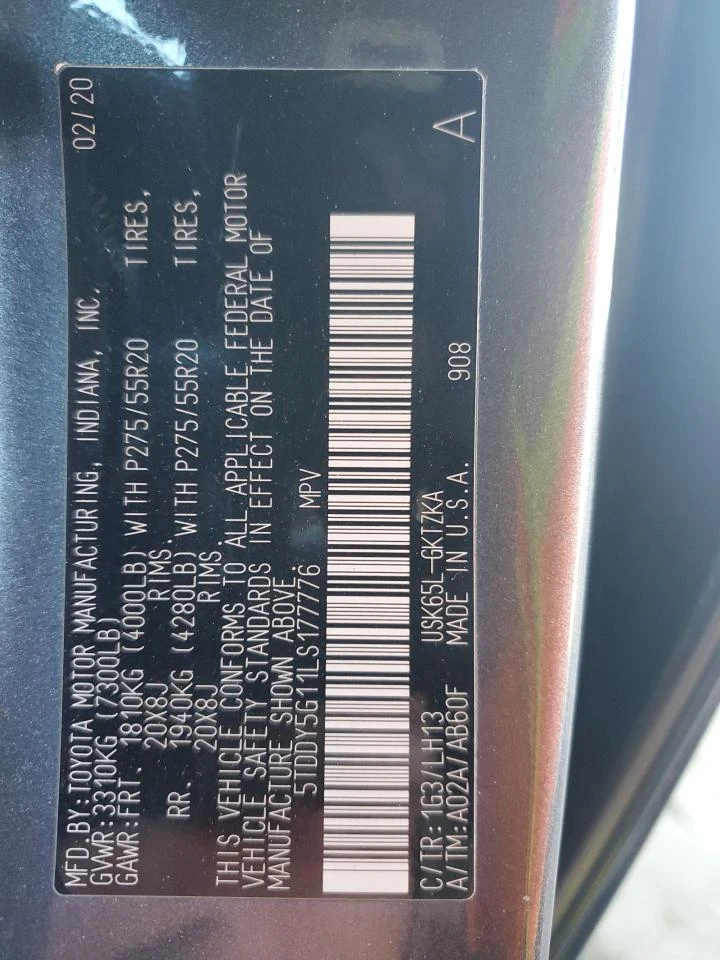 MFD.BY:TOYOTA MOTOR MANUFACTURING, INDIANA, INC. 02/20
GVWR:3310KG (7300LB)
GAWR:FRT. 1810KG (4000LB) WITH P275/55R20 TIRES,
20X8J RIMS.
RR. 1940KG (4280LB) WITH P275/55R20 TIRES,
20X8J RIMS.
THIS VEHICLE CONFORMS TO ALL APPLICABLE FEDERAL MOTOR
VEHICLE SAFETY STANDARDS IN EFFECT ON THE DATE OF
MANUFACTURE SHOWN ABOVE.
5TDDY5G11LS177776 MPV
C/TR:1G3/LH13 USK65L-GKTZKA
A/TM:A02A/AB60F MADE IN U.S.A. 908 A